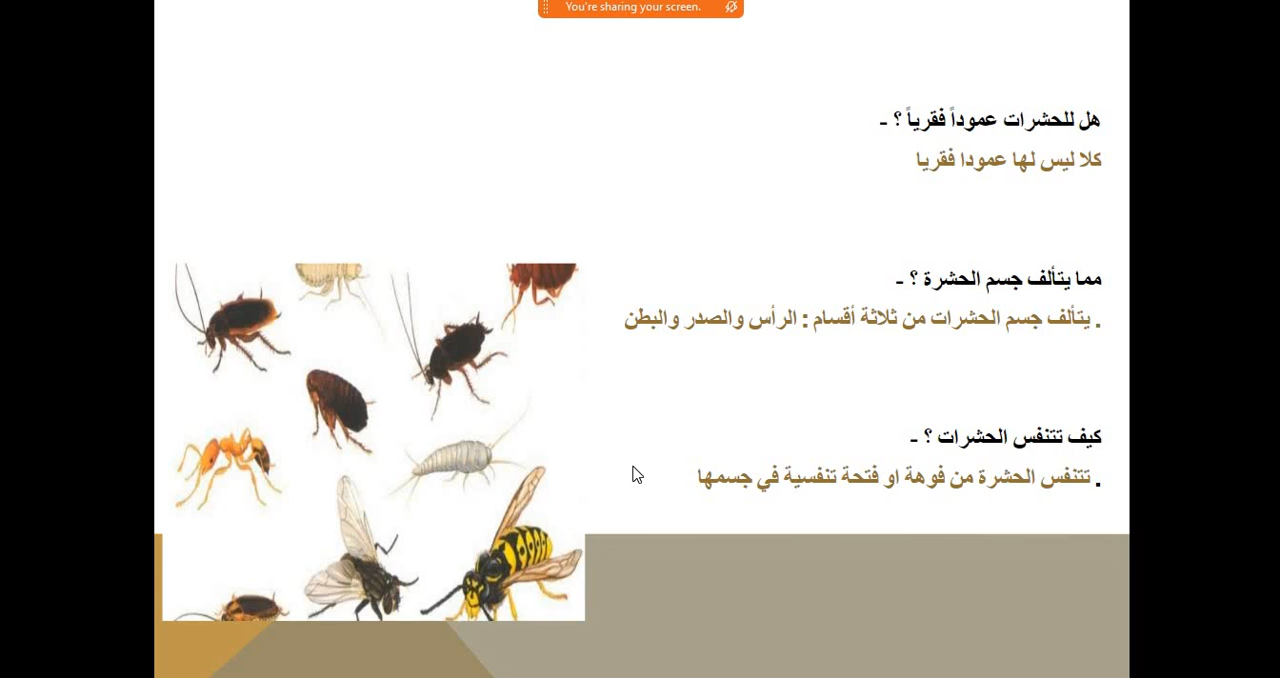 You're sharing your screen.
هل للحشرات عموداً فقرياً ؟ -
كلا ليس لها عمودا فقريا
مما يتألف جسم الحشرة ؟ -
. يتألف جسم الحشرات من ثلاثة أقسام : الرأس والصدر والبطن
كيف تتنفس الحشرات ؟ -
. تتنفس الحشرة من فوهة او فتحة تنفسية في جسمها